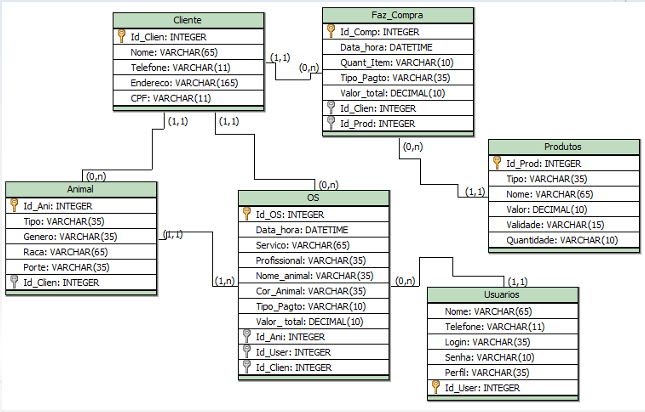 Cliente
Id_Clien: INTEGER
Nome: VARCHAR(65)
Telefone: VARCHAR(11)
Endereco: VARCHAR(165)
CPF: VARCHAR(11)
(1,1)
(0,n)
Faz_Compra
Id_Comp: INTEGER
Data_hora: DATETIME
Quant_Item: VARCHAR(10)
Tipo_Pagto: VARCHAR(35)
Valor_total: DECIMAL(10)
Id_Clien: INTEGER
Id_Prod: INTEGER
(1,1)
(1,1)
(0,n)
(0,n)
(0,n)
(1,1)
Produtos
Id_Prod: INTEGER
Tipo: VARCHAR(35)
Nome: VARCHAR(65)
Valor: DECIMAL(10)
Validade: VARCHAR(15)
Quantidade: VARCHAR(10)
Animal
Id_Ani: INTEGER
Tipo: VARCHAR(35)
Genero: VARCHAR(35)
Raca: VARCHAR(65)
Porte: VARCHAR(35)
Id_Clien: INTEGER
(1,1)
(1,n)
OS
Id_OS: INTEGER
Data_hora: DATETIME
Servico: VARCHAR(65)
Profissional: VARCHAR(35)
Nome_animal: VARCHAR(35)
Cor_Animal: VARCHAR(35)
Tipo_Pagto: VARCHAR(10)
Valor_ total: DECIMAL(10)
Id_Ani: INTEGER
Id_User: INTEGER
Id_Clien: INTEGER
(0,n)
(1,1)
Usuarios
Nome: VARCHAR(65)
Telefone: VARCHAR(11)
Login: VARCHAR(35)
Senha: VARCHAR(10)
Perfil: VARCHAR(35)
Id_User: INTEGER